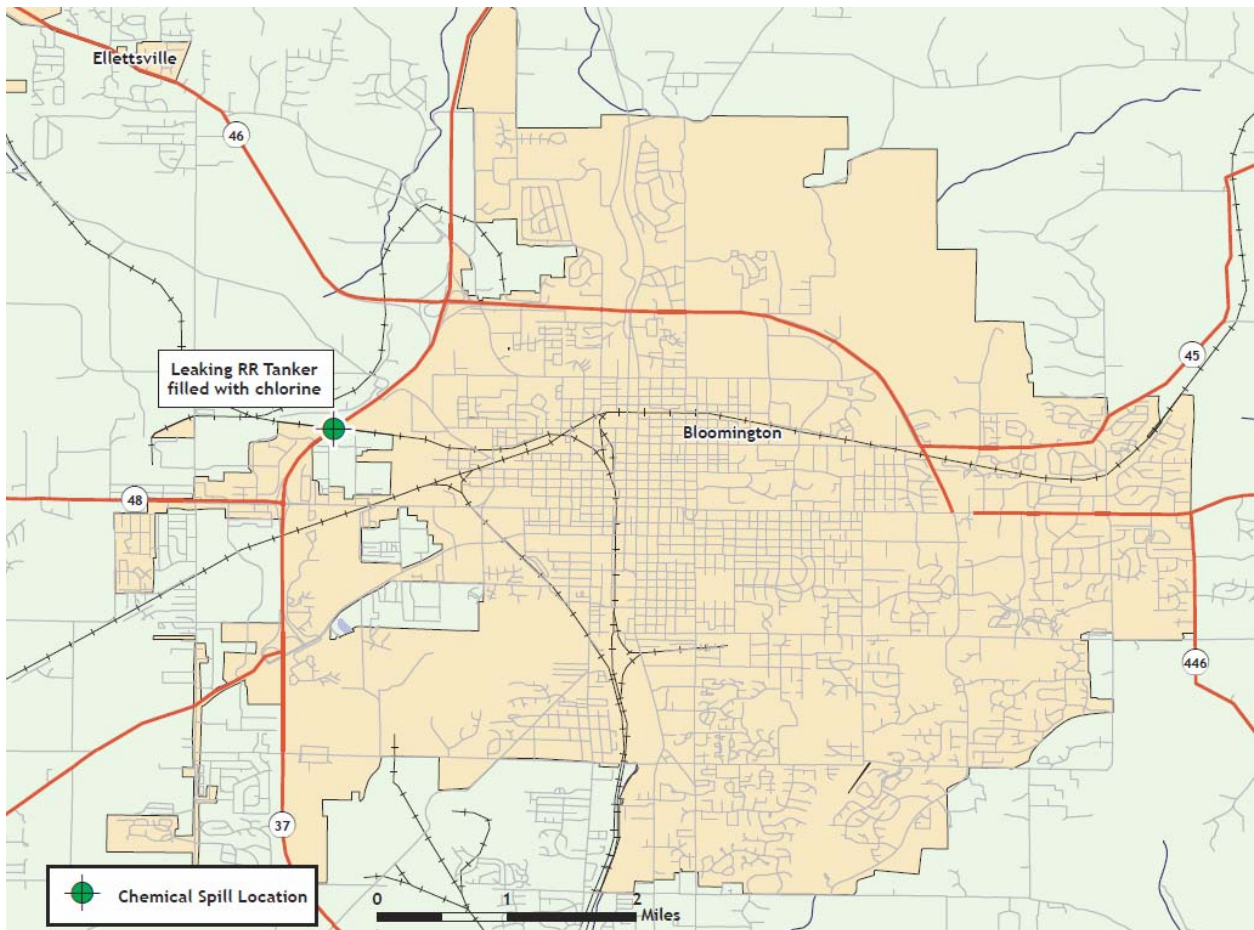 Ellettsville
46
Leaking RR Tanker
filled with chlorine
45
Bloomington
48
446
37
Chemical Spill Location
0 1 2
Miles